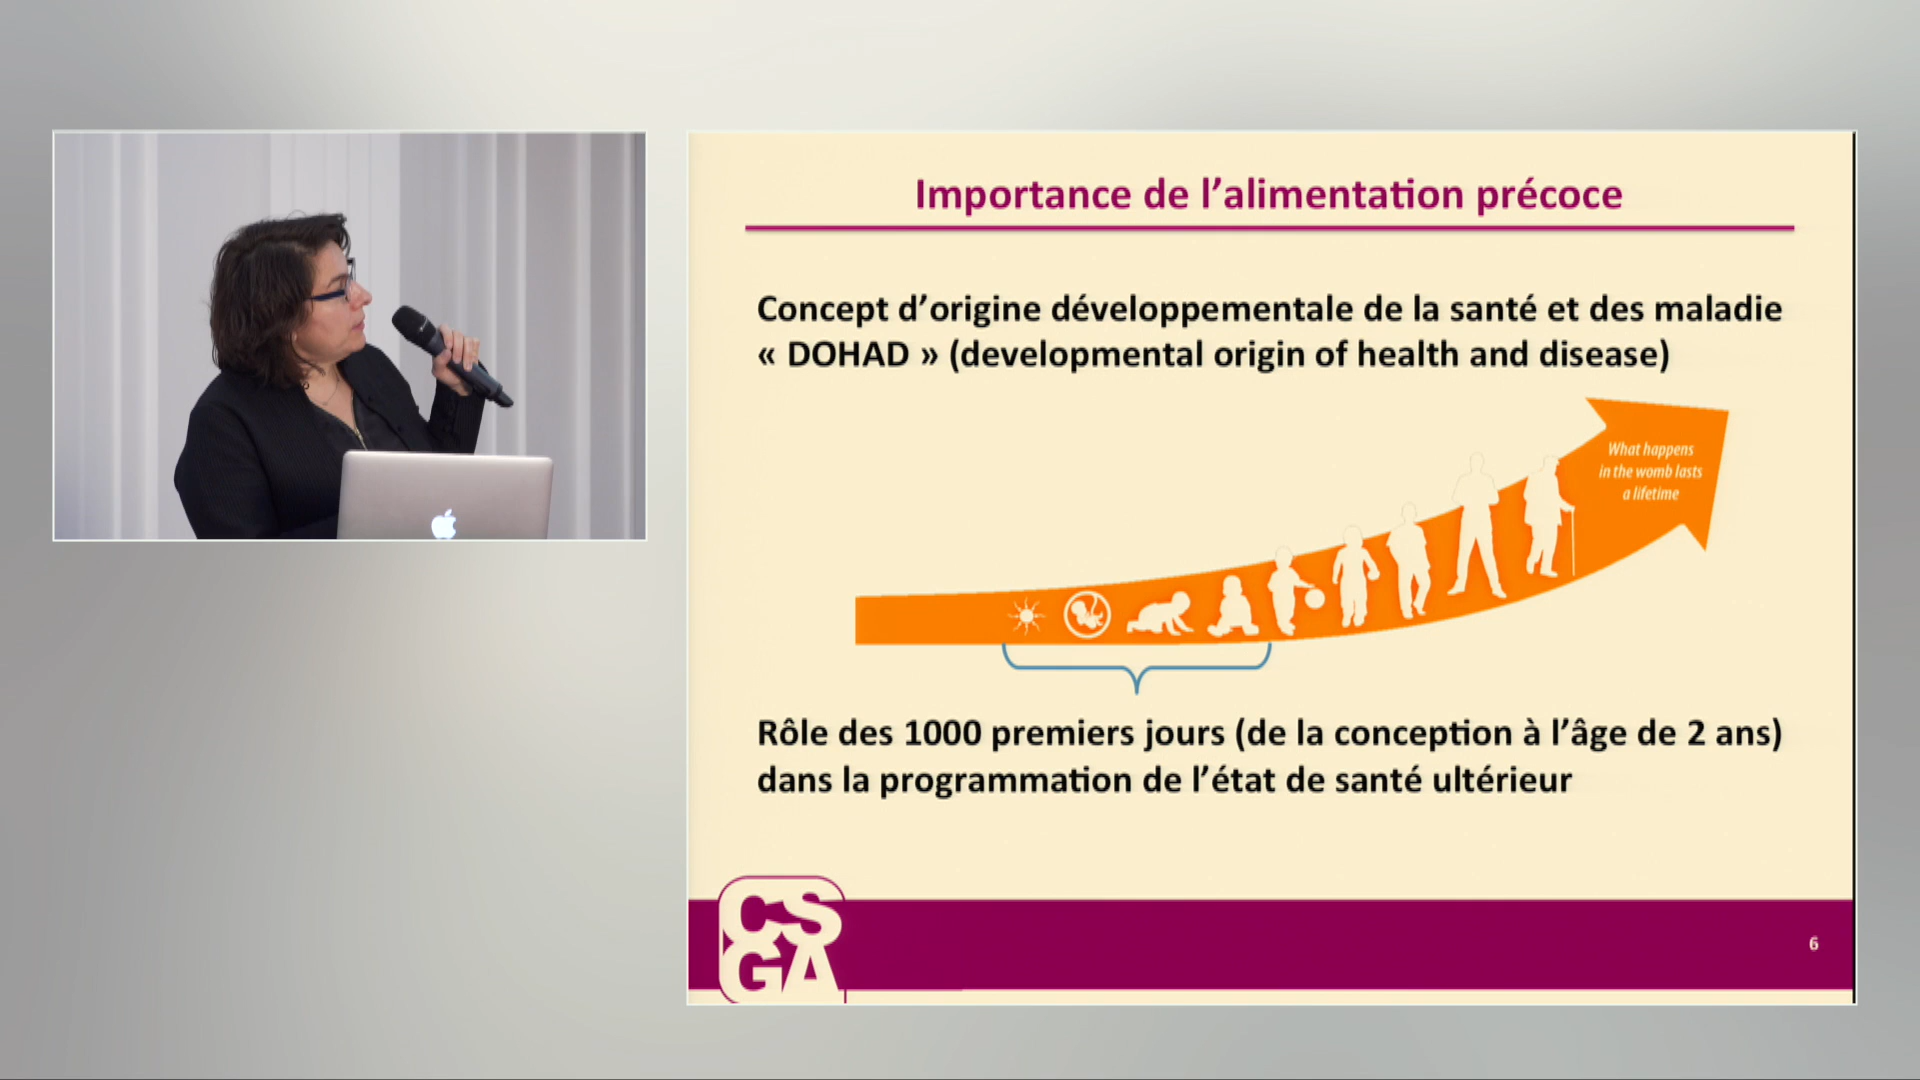 Importance de l'alimentation précoce
Concept d'origine développementale de la santé et des maladie
« DOHAD » (developmental origin of health and disease)
What happens
in the womb lasts
a lifetime
Rôle des 1000 premiers jours (de la conception à l'âge de 2 ans)
dans la programmation de l'état de santé ultérieur
CS
GA
6